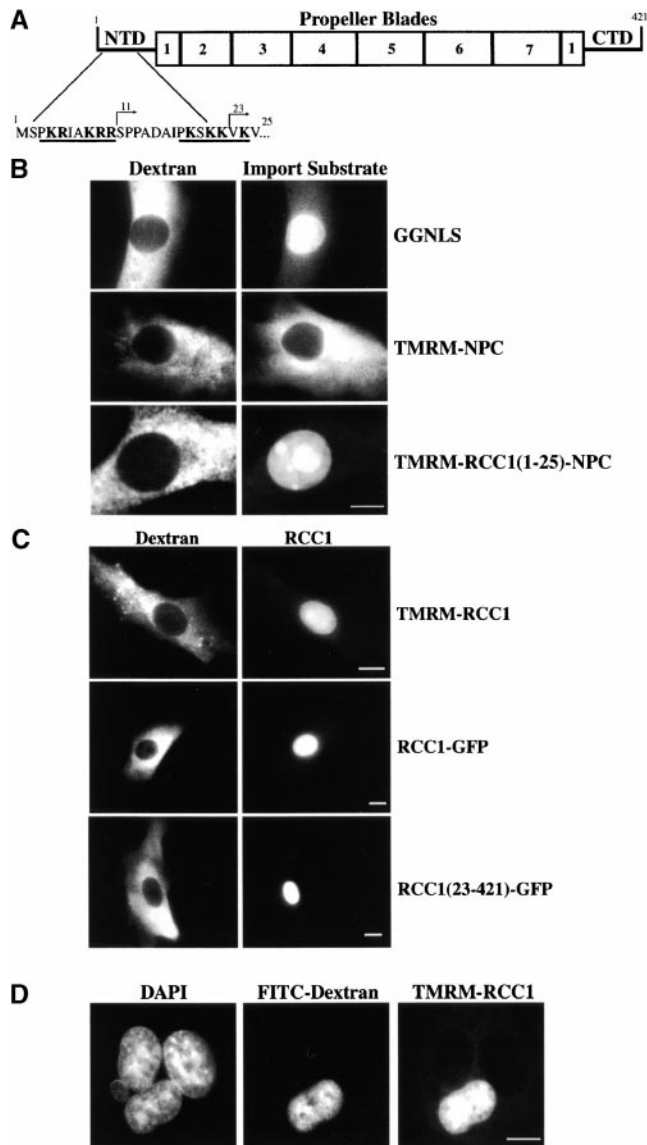 A
Propeller Blades
1
421
NTD 1 2 3 4 5 6 7 1 CTD
1 11 23 25
MSPKRIAKRRSPPADAIPKSKKVKV...
B
Dextran Import Substrate
GGNLS
TMRM-NPC
TMRM-RCC1(1-25)-NPC
C
Dextran RCC1
TMRM-RCC1
RCC1-GFP
RCC1(23-421)-GFP
D
DAPI FITC-Dextran TMRM-RCC1